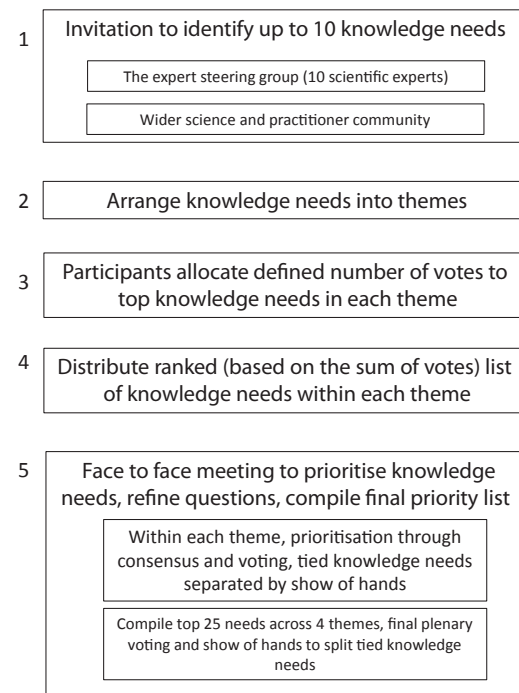 1
Invitation to identify up to 10 knowledge needs
The expert steering group (10 scientific experts)
Wider science and practitioner community
2
Arrange knowledge needs into themes
3
Participants allocate defined number of votes to
top knowledge needs in each theme
4
Distribute ranked (based on the sum of votes) list
of knowledge needs within each theme
5
Face to face meeting to prioritise knowledge
needs, refine questions, compile final priority list
Within each theme, prioritisation through
consensus and voting, tied knowledge needs
separated by show of hands
Compile top 25 needs across 4 themes, final plenary
voting and show of hands to split tied knowledge
needs